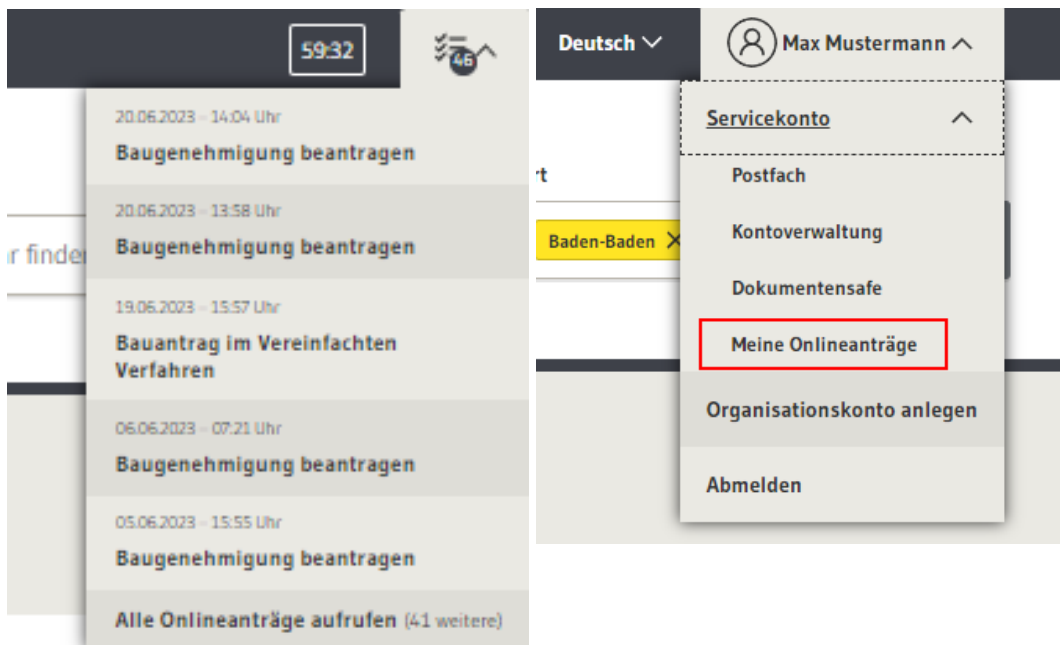 59:32
46
20.06.2023 – 14:04 Uhr
Baugenehmigung beantragen
20.06.2023 – 13:58 Uhr
Baugenehmigung beantragen
19.06.2023 – 15:57 Uhr
Bauantrag im Vereinfachten
Verfahren
06.06.2023 – 07:21 Uhr
Baugenehmigung beantragen
05.06.2023 – 15:55 Uhr
Baugenehmigung beantragen
Alle Onlineanträge aufrufen (41 weitere)
r finde
Deutsch
Max Mustermann
Servicekonto
rt
Postfach
Baden-Baden
Kontoverwaltung
Dokumentensafe
Meine Onlineanträge
Organisationskonto anlegen
Abmelden